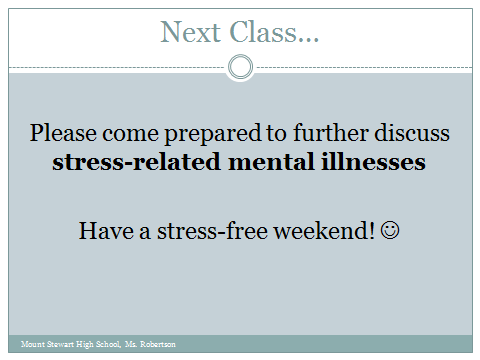 Next Class...
Please come prepared to further discuss
stress-related mental illnesses
Have a stress-free weekend! ☺
Mount Stewart High School, Ms. Robertson